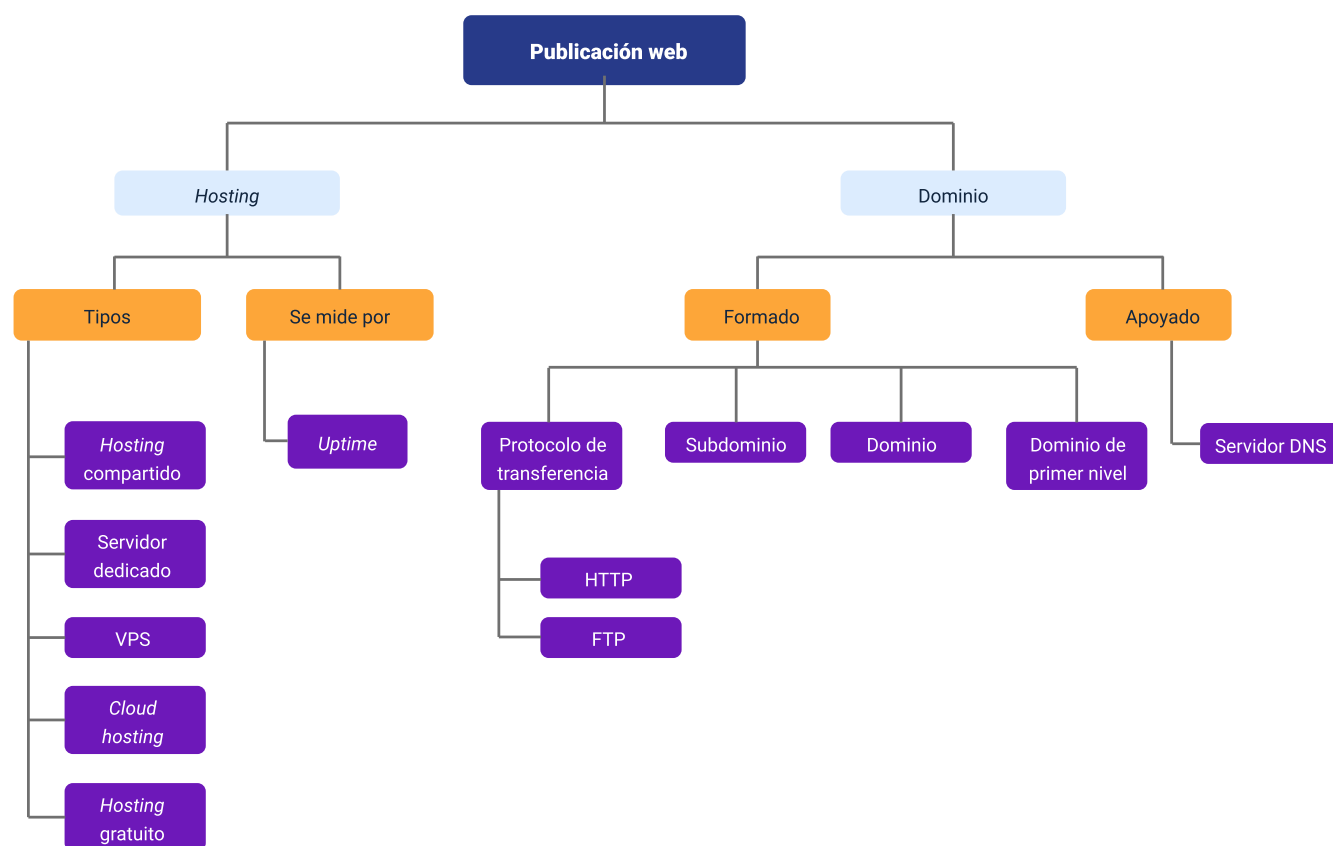 Publicación web
Hosting
Dominio
Tipos
Se mide por
Formado
Apoyado
Hosting
compartido
Servidor
dedicado
VPS
Cloud
hosting
Hosting
gratuito
Uptime
Protocolo de
transferencia
HTTP
FTP
Subdominio
Dominio
Dominio de
primer nivel
Servidor DNS